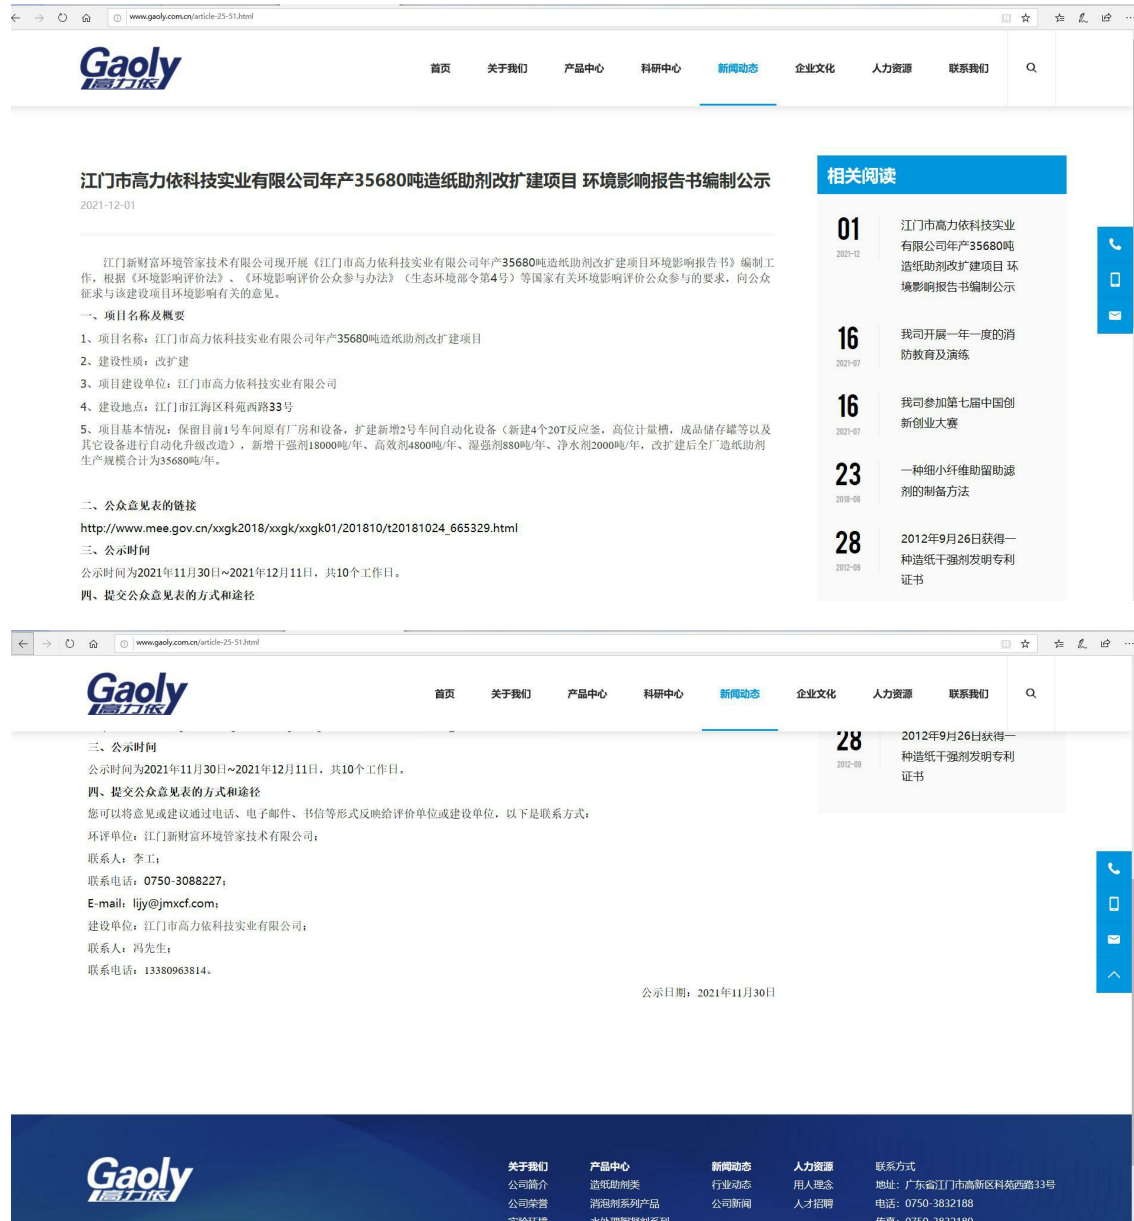 www.gaoly.com.cn/article-25-51.html
Gaoly
高力依
首页 关于我们 产品中心 科研中心 新闻动态 企业文化 人力资源 联系我们
江门市高力依科技实业有限公司年产35680吨造纸助剂改扩建项目 环境影响报告书编制公示
2021-12-01
江门新财富环境管家技术有限公司现开展《江门市高力依科技实业有限公司年产35680吨造纸助剂改扩建项目环境影响报告书》编制工
作，根据《环境影响评价法》、《环境影响评价公众参与办法》（生态环境部令第4号）等国家有关环境影响评价公众参与的要求，向公众
征求与该建设项目环境影响有关的意见。
一、项目名称及概要
1、项目名称：江门市高力依科技实业有限公司年产35680吨造纸助剂改扩建项目
2、建设性质：改扩建
3、项目建设单位：江门市高力依科技实业有限公司
4、建设地点：江门市江海区科苑西路33号
5、项目基本情况：保留目前1号车间原有厂房和设备，扩建新增2号车间自动化设备（新建4个20T反应釜，高位计量槽，成品储存罐等以及
其它设备进行自动化升级改造），新增干强剂18000吨/年、高效剂4800吨/年、湿强剂880吨/年、净水剂2000吨/年，改扩建后全厂造纸助剂
生产规模合计为35680吨/年。
二、公众意见表的链接
http://www.mee.gov.cn/xxgk2018/xxgk/xxgk01/201810/t20181024_665329.html
三、公示时间
公示时间为2021年11月30日~2021年12月11日，共10个工作日。
四、提交公众意见表的方式和途径
相关阅读
01
2021-12
江门市高力依科技实业
有限公司年产35680吨
造纸助剂改扩建项目 环
境影响报告书编制公示
16
2021-07
我司开展一年一度的消
防教育及演练
16
2021-07
我司参加第七届中国创
新创业大赛
23
2018-06
一种细小纤维助留助滤
剂的制备方法
28
2012-09
2012年9月26日获得一
种造纸干强剂发明专利
证书
www.gaoly.com.cn/article-25-51.html
Gaoly
高力依
首页 关于我们 产品中心 科研中心 新闻动态 企业文化 人力资源 联系我们
三、公示时间
公示时间为2021年11月30日~2021年12月11日，共10个工作日。
四、提交公众意见表的方式和途径
您可以将意见或建议通过电话、电子邮件、书信等形式反映给评价单位或建设单位，以下是联系方式：
环评单位：江门新财富环境管家技术有限公司；
联系人：李工；
联系电话：0750-3088227；
E-mail：lijy@jmxcf.com；
建设单位：江门市高力依科技实业有限公司；
联系人：冯先生；
联系电话：13380963814。
公示日期：2021年11月30日
28
2012-09
2012年9月26日获得一
种造纸干强剂发明专利
证书
Gaoly
高力依
关于我们 产品中心 新闻动态 人力资源 联系方式
公司简介 造纸助剂类 行业动态 用人理念 地址：广东省江门市高新区科苑西路33号
公司荣誉 消泡剂系列产品 公司新闻 人才招聘 电话：0750-3832188